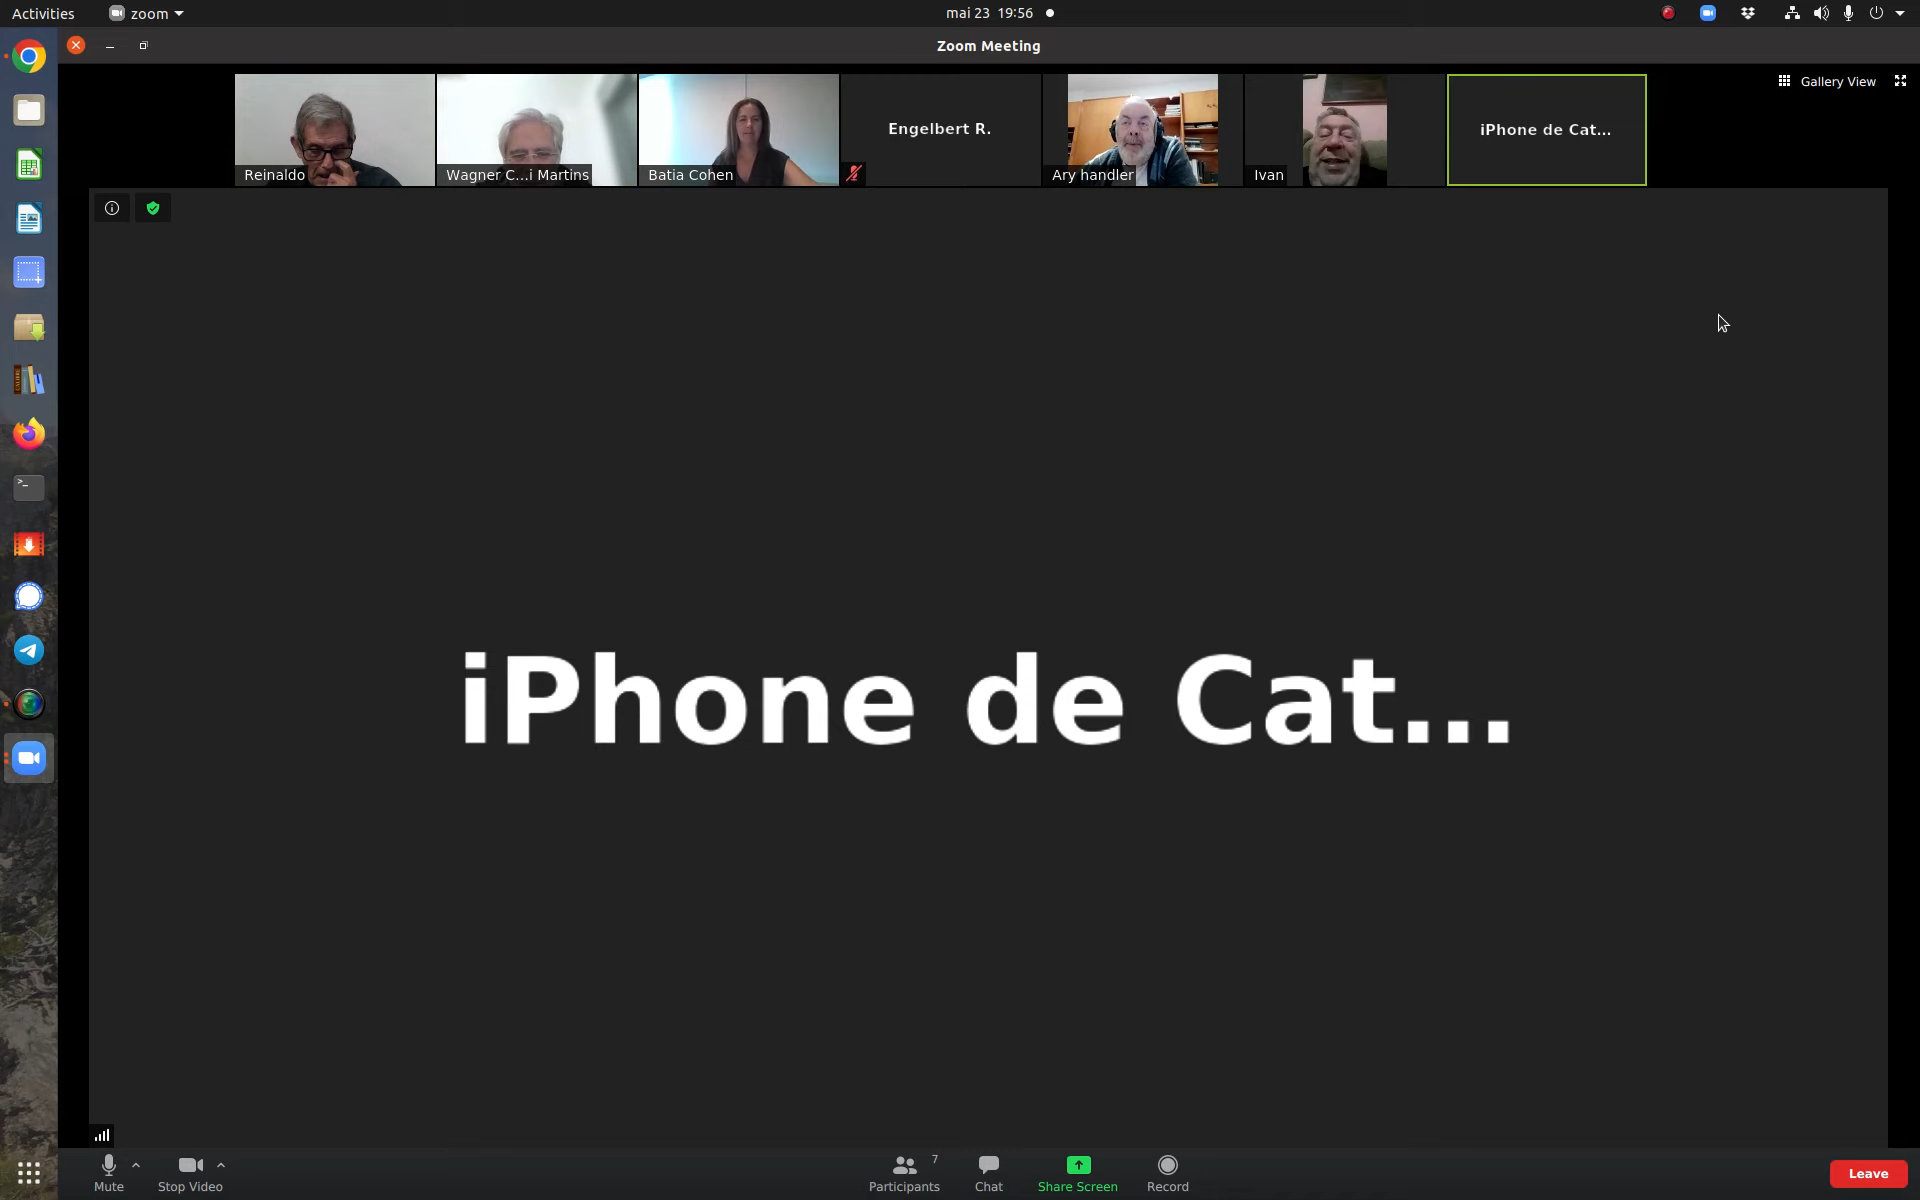 Activities zoom mai 23 19:56
Zoom Meeting
Reinaldo
Wagner C...i Martins
Batia Cohen
Engelbert R.
Ary handler
Ivan
iPhone de Cat...
Gallery View
iPhone de Cat...
Mute
Stop Video
Participants 7
Chat
Share Screen
Record
Leave